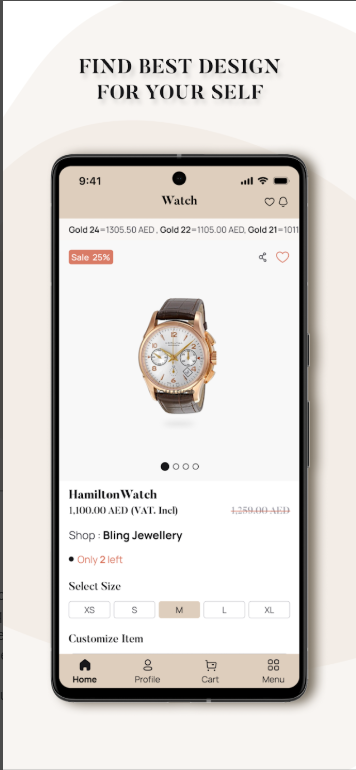 FIND BEST DESIGN
FOR YOUR SELF
9:41
Watch
Gold 24=1305.50 AED , Gold 22=1105.00 AED, Gold 21=1011
Sale 25%
HamiltonWatch
1,100.00 AED (VAT. Incl) 1,259.00 AED
Shop : Bling Jewellery
Only 2 left
Select Size
XS S M L XL
Customize Item
Home Profile Cart Menu